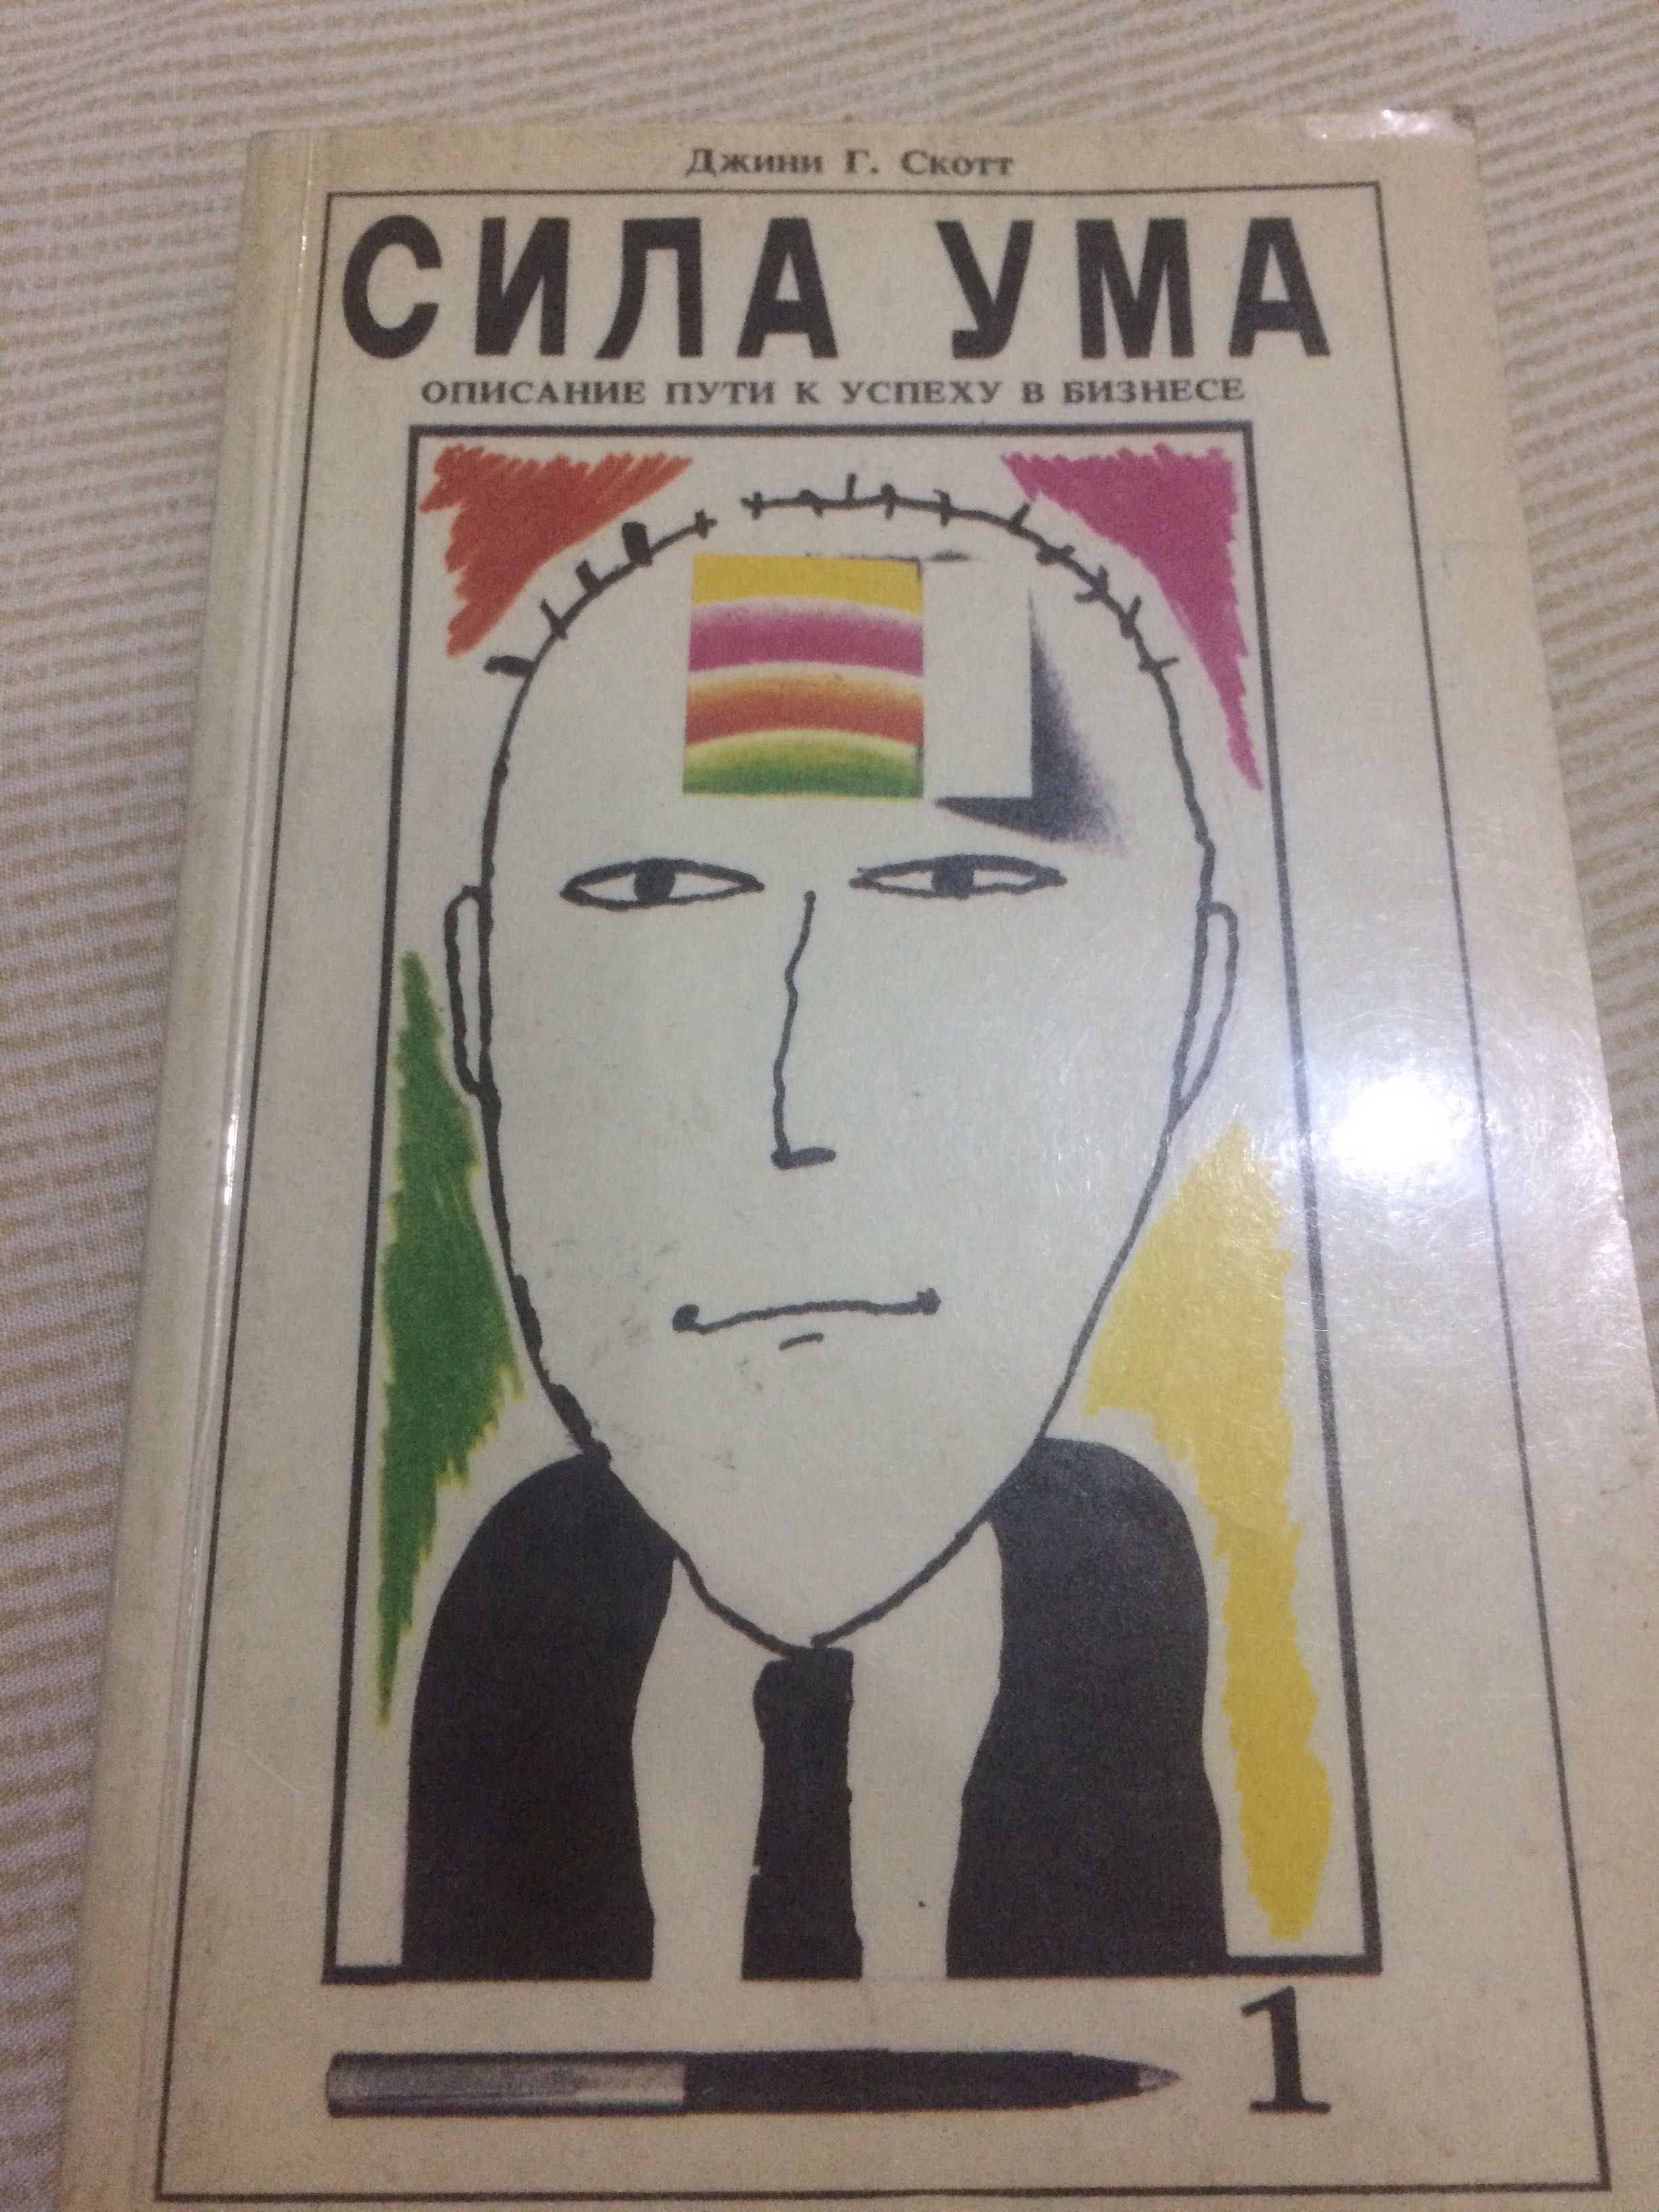 Джини Г. Скотт
СИЛА УМА
ОПИСАНИЕ ПУТИ К УСПЕХУ В БИЗНЕСЕ
1